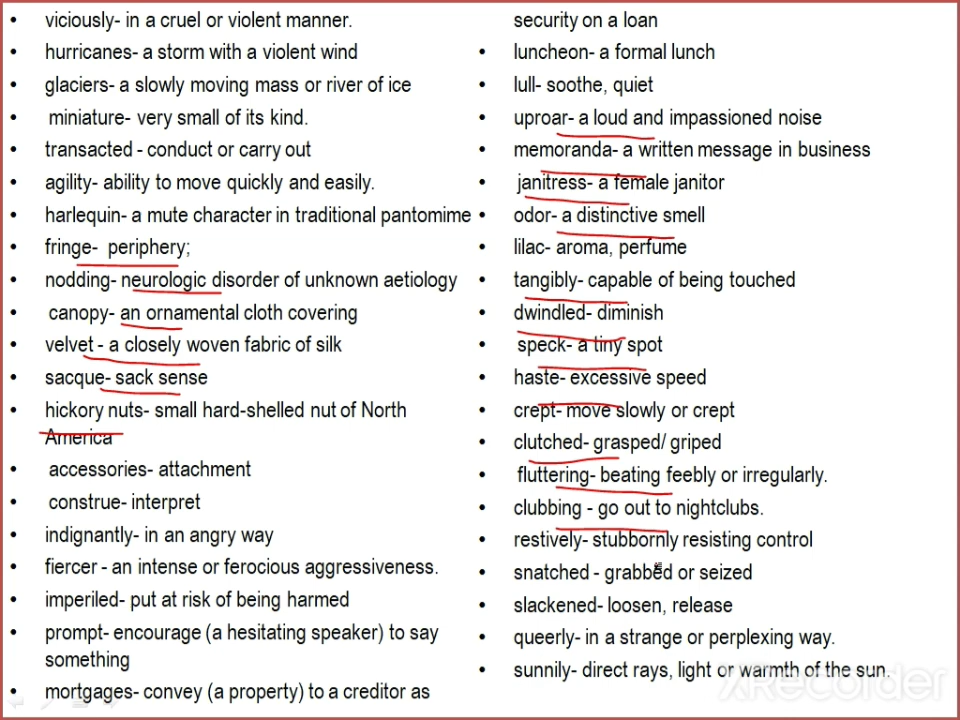 • viciously- in a cruel or violent manner.
• hurricanes- a storm with a violent wind
• glaciers- a slowly moving mass or river of ice
• miniature- very small of its kind.
• transacted - conduct or carry out
• agility- ability to move quickly and easily.
• harlequin- a mute character in traditional pantomime
• fringe- periphery;
• nodding- neurologic disorder of unknown aetiology
• canopy- an ornamental cloth covering
• velvet - a closely woven fabric of silk
• sacque- sack sense
• hickory nuts- small hard-shelled nut of North
America
• accessories- attachment
• construe- interpret
• indignantly- in an angry way
• fiercer - an intense or ferocious aggressiveness.
• imperiled- put at risk of being harmed
• prompt- encourage (a hesitating speaker) to say
something
• mortgages- convey (a property) to a creditor as
security on a loan
• luncheon- a formal lunch
• lull- soothe, quiet
• uproar- a loud and impassioned noise
• memoranda- a written message in business
• janitress- a female janitor
• odor- a distinctive smell
• lilac- aroma, perfume
• tangibly- capable of being touched
• dwindled- diminish
• speck- a tiny spot
• haste- excessive speed
• crept- move slowly or crept
• clutched- grasped/ griped
• fluttering- beating feebly or irregularly.
• clubbing - go out to nightclubs.
• restively- stubbornly resisting control
• snatched - grabbed or seized
• slackened- loosen, release
• queerly- in a strange or perplexing way.
• sunnily- direct rays, light or warmth of the sun.
XRecorder